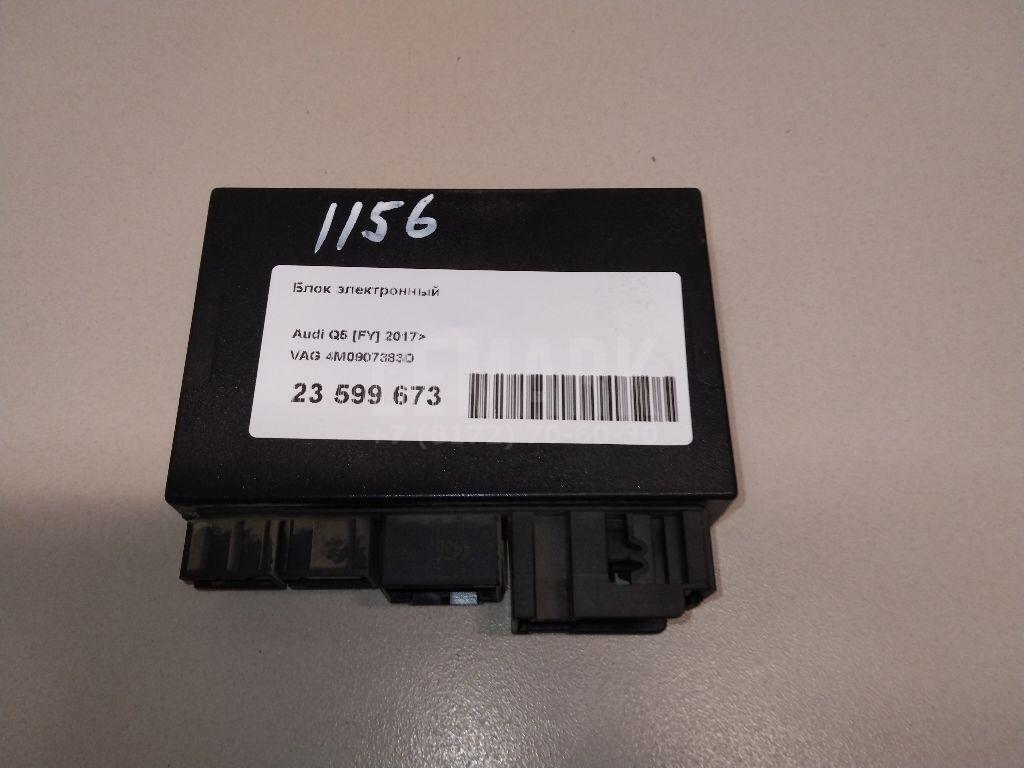 1156
Блок электронный
Audi Q5 [FY] 2017>
VAG 4M0907383D
23 599 673